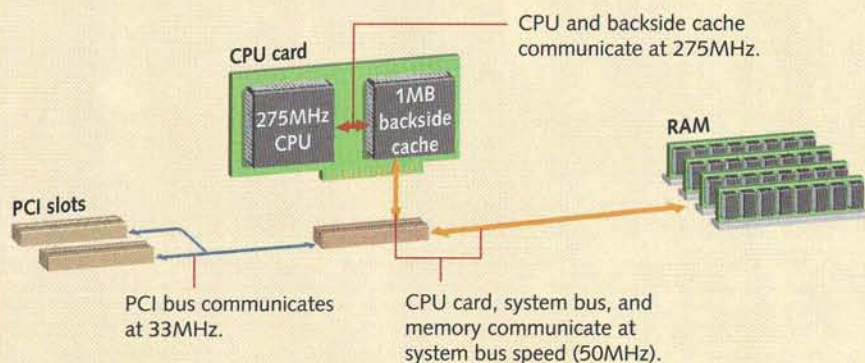 CPU and backside cache
communicate at 275MHz.
CPU card
275MHz
CPU
1MB
backside
cache
RAM
PCI slots
PCI bus communicates
at 33MHz.
CPU card, system bus, and
memory communicate at
system bus speed (50MHz).